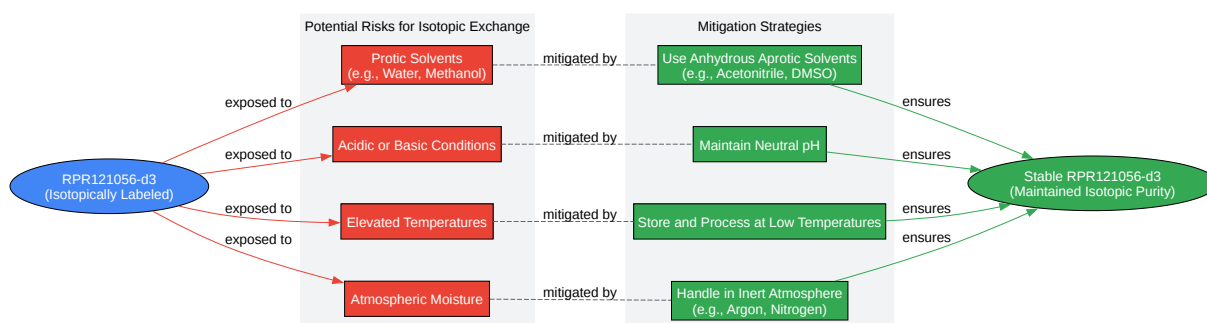 Potential Risks for Isotopic Exchange
Mitigation Strategies
Protic Solvents
(e.g., Water, Methanol)
mitigated by
Use Anhydrous Aprotic Solvents
(e.g., Acetonitrile, DMSO)
exposed to
ensures
Acidic or Basic Conditions
mitigated by
Maintain Neutral pH
exposed to
ensures
RPR121056-d3
(Isotopically Labeled)
Stable RPR121056-d3
(Maintained Isotopic Purity)
exposed to
Elevated Temperatures
mitigated by
Store and Process at Low Temperatures
ensures
exposed to
ensures
Atmospheric Moisture
mitigated by
Handle in Inert Atmosphere
(e.g., Argon, Nitrogen)